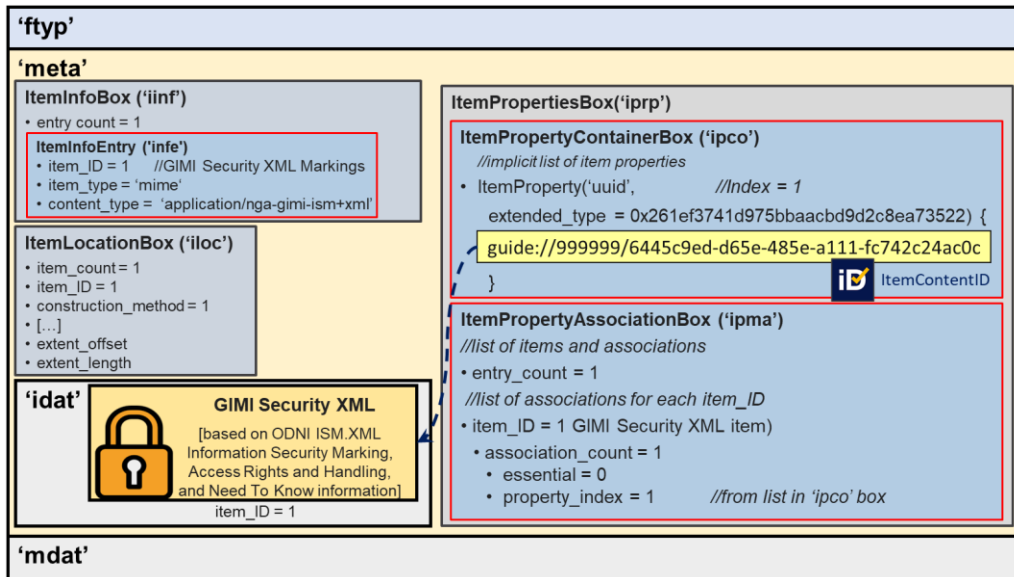 ‘ftyp’
‘meta’
ItemInfoBox (‘iinf’)
• entry count = 1
ItemInfoEntry ('infe')
• item_ID = 1 //GIMI Security XML Markings
• item_type = ‘mime‘
• content_type = ‘application/nga-gimi-ism+xml’
ItemLocationBox (‘iloc’)
• item_count = 1
• item_ID = 1
• construction_method = 1
• […]
• extent_offset
• extent_length
‘idat’
GIMI Security XML
[based on ODNI ISM.XML
Information Security Marking,
Access Rights and Handling,
and Need To Know information]
item_ID = 1
ItemPropertiesBox(‘iprp’)
ItemPropertyContainerBox (‘ipco’)
//implicit list of item properties
• ItemProperty(‘uuid’, //Index = 1
extended_type = 0x261ef3741d975bbaacbd9d2c8ea73522) {
guide://999999/6445c9ed-d65e-485e-a111-fc742c24ac0c
}
iD ItemContentID
ItemPropertyAssociationBox (‘ipma’)
//list of items and associations
• entry_count = 1
//list of associations for each item_ID
• item_ID = 1 GIMI Security XML item)
• association_count = 1
• essential = 0
• property_index = 1 //from list in ‘ipco’ box
‘mdat’